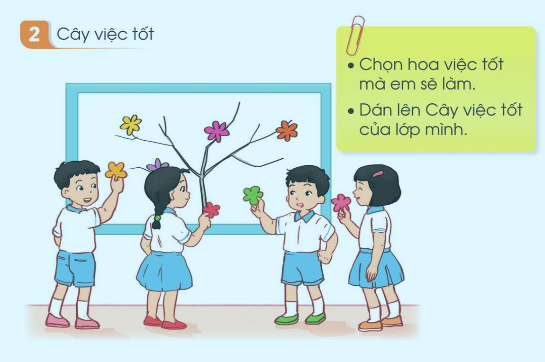 2 Cây việc tốt
• Chọn hoa việc tốt
mà em sẽ làm.
• Dán lên Cây việc tốt
của lớp mình.